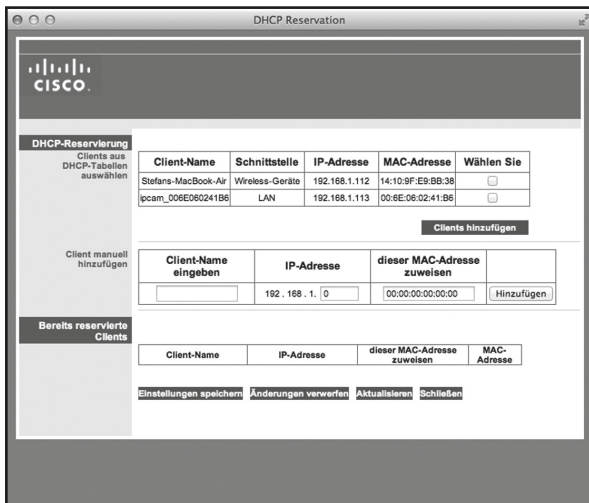 DHCP Reservation
CISCO.
DHCP-Reservierung
Clients aus
DHCP-Tabellen
auswählen
Client-Name Schnittstelle IP-Adresse MAC-Adresse Wählen Sie
Stefans-MacBook-Air Wireless-Geräte 192.168.1.112 14:10:9F:E9:BB:38
ipcam_006E060241B6 LAN 192.168.1.113 00:6E:06:02:41:B6
Clients hinzufügen
Client manuell
hinzufügen
Client-Name
eingeben
IP-Adresse
dieser MAC-Adresse
zuweisen
192 . 168 . 1. 0 00:00:00:00:00:00 Hinzufügen
Bereits reservierte
Clients
Client-Name IP-Adresse
dieser MAC-Adresse
zuweisen
MAC-
Adresse
Einstellungen speichern Änderungen verwerfen Aktualisieren Schließen